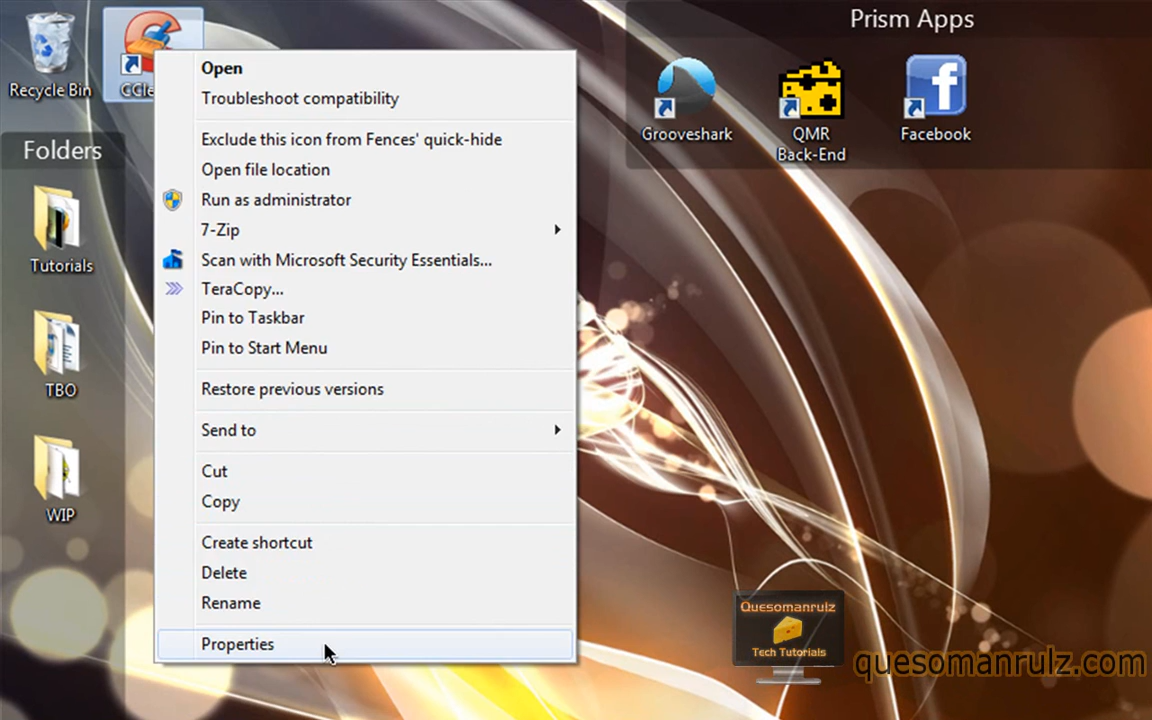 Prism Apps
Recycle Bin
CCle
Grooveshark
QMR
Back-End
Facebook
Folders
Tutorials
TBO
WIP
Open
Troubleshoot compatibility
Exclude this icon from Fences' quick-hide
Open file location
Run as administrator
7-Zip
Scan with Microsoft Security Essentials...
TeraCopy...
Pin to Taskbar
Pin to Start Menu
Restore previous versions
Send to
Cut
Copy
Create shortcut
Delete
Rename
Properties
Quesomanrulz
Tech Tutorials
quesomanrulz.com